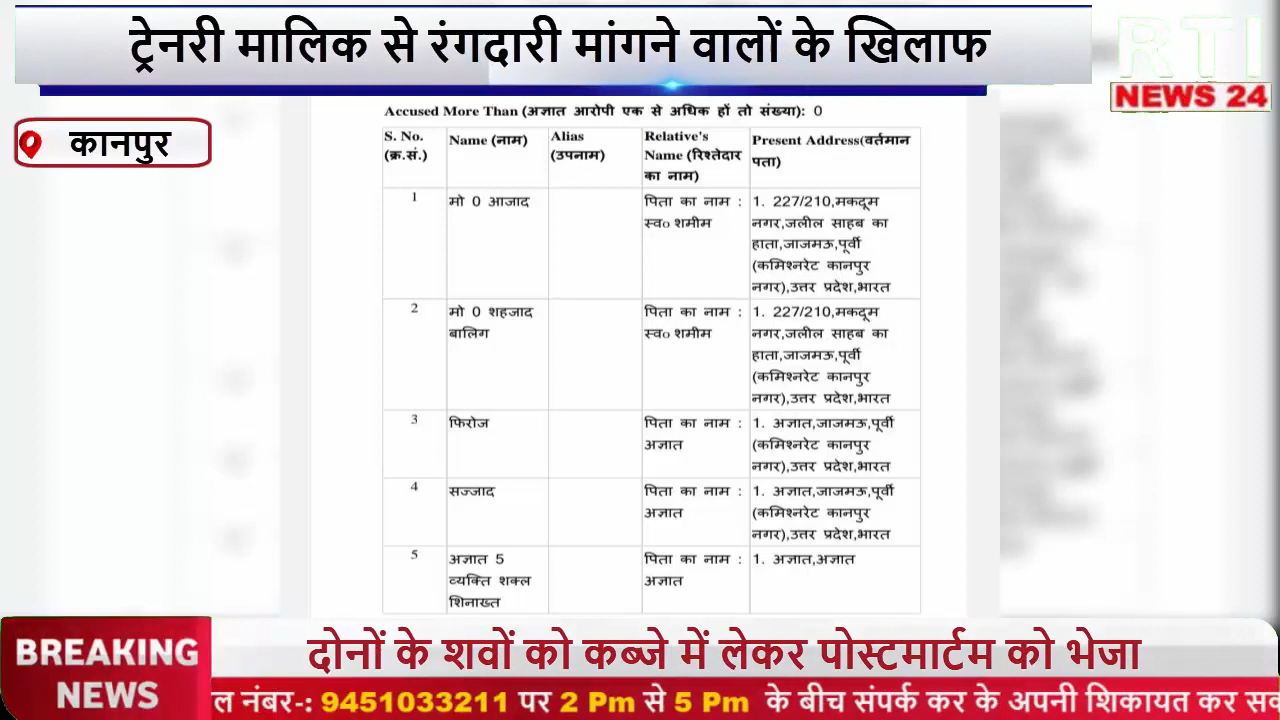 ट्रेनरी मालिक से रंगदारी मांगने वालों के खिलाफ
RTI
NEWS 24
कानपुर
Accused More Than (अज्ञात आरोपी एक से अधिक हों तो संख्या): 0
S. No. (क्र.सं.) Name (नाम) Alias (उपनाम) Relative's Name (रिश्तेदार का नाम) Present Address(वर्तमान पता)
1 मो 0 आजाद पिता का नाम : स्व० शमीम 1. 227/210,मकदूम नगर,जलील साहब का हाता,जाजमऊ,पूर्वी (कमिश्नरेट कानपुर नगर),उत्तर प्रदेश,भारत
2 मो 0 शहजाद बालिग पिता का नाम : स्व० शमीम 1. 227/210,मकदूम नगर,जलील साहब का हाता,जाजमऊ,पूर्वी (कमिश्नरेट कानपुर नगर),उत्तर प्रदेश,भारत
3 फिरोज पिता का नाम : अज्ञात 1. अज्ञात,जाजमऊ,पूर्वी (कमिश्नरेट कानपुर नगर),उत्तर प्रदेश,भारत
4 सज्जाद पिता का नाम : अज्ञात 1. अज्ञात,जाजमऊ,पूर्वी (कमिश्नरेट कानपुर नगर),उत्तर प्रदेश,भारत
5 अज्ञात 5 व्यक्ति शक्ल शिनाख्त पिता का नाम : अज्ञात 1. अज्ञात,अज्ञात
BREAKING NEWS
दोनों के शवों को कब्जे में लेकर पोस्टमार्टम को भेजा
ल नंबर-: 9451033211 पर 2 Pm से 5 Pm के बीच संपर्क कर के अपनी शिकायत कर